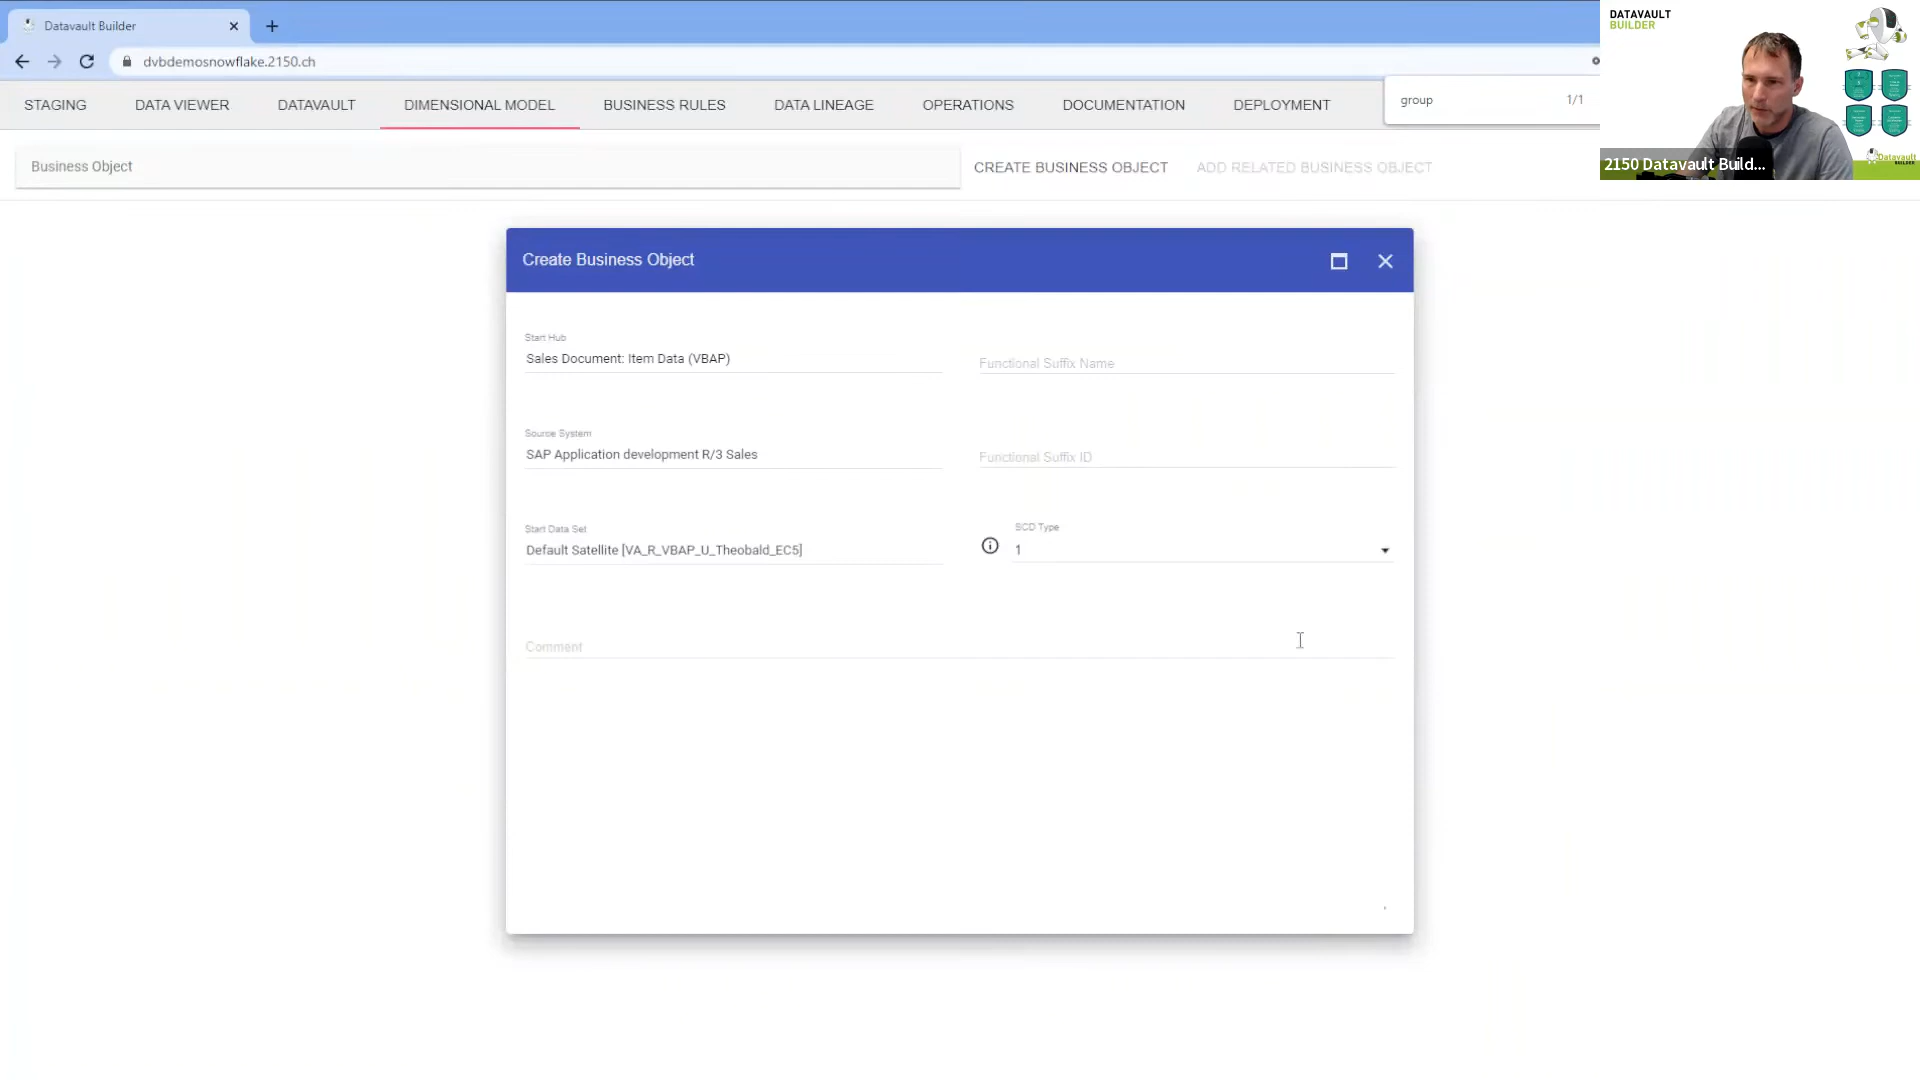 Datavault Builder
dvbdemosnowflake.2150.ch
STAGING
DATA VIEWER
DATAVAULT
DIMENSIONAL MODEL
BUSINESS RULES
DATA LINEAGE
OPERATIONS
DOCUMENTATION
DEPLOYMENT
group
1/1
DATAVAULT
BUILDER
2150 Datavault Build...
Datavault
BUILDER
Business Object
CREATE BUSINESS OBJECT
ADD RELATED BUSINESS OBJECT
Create Business Object
Start Hub
Sales Document: Item Data (VBAP)
Functional Suffix Name
Source System
SAP Application development R/3 Sales
Functional Suffix ID
Start Data Set
Default Satellite [VA_R_VBAP_U_Theobald_EC5]
SCD Type
1
Comment